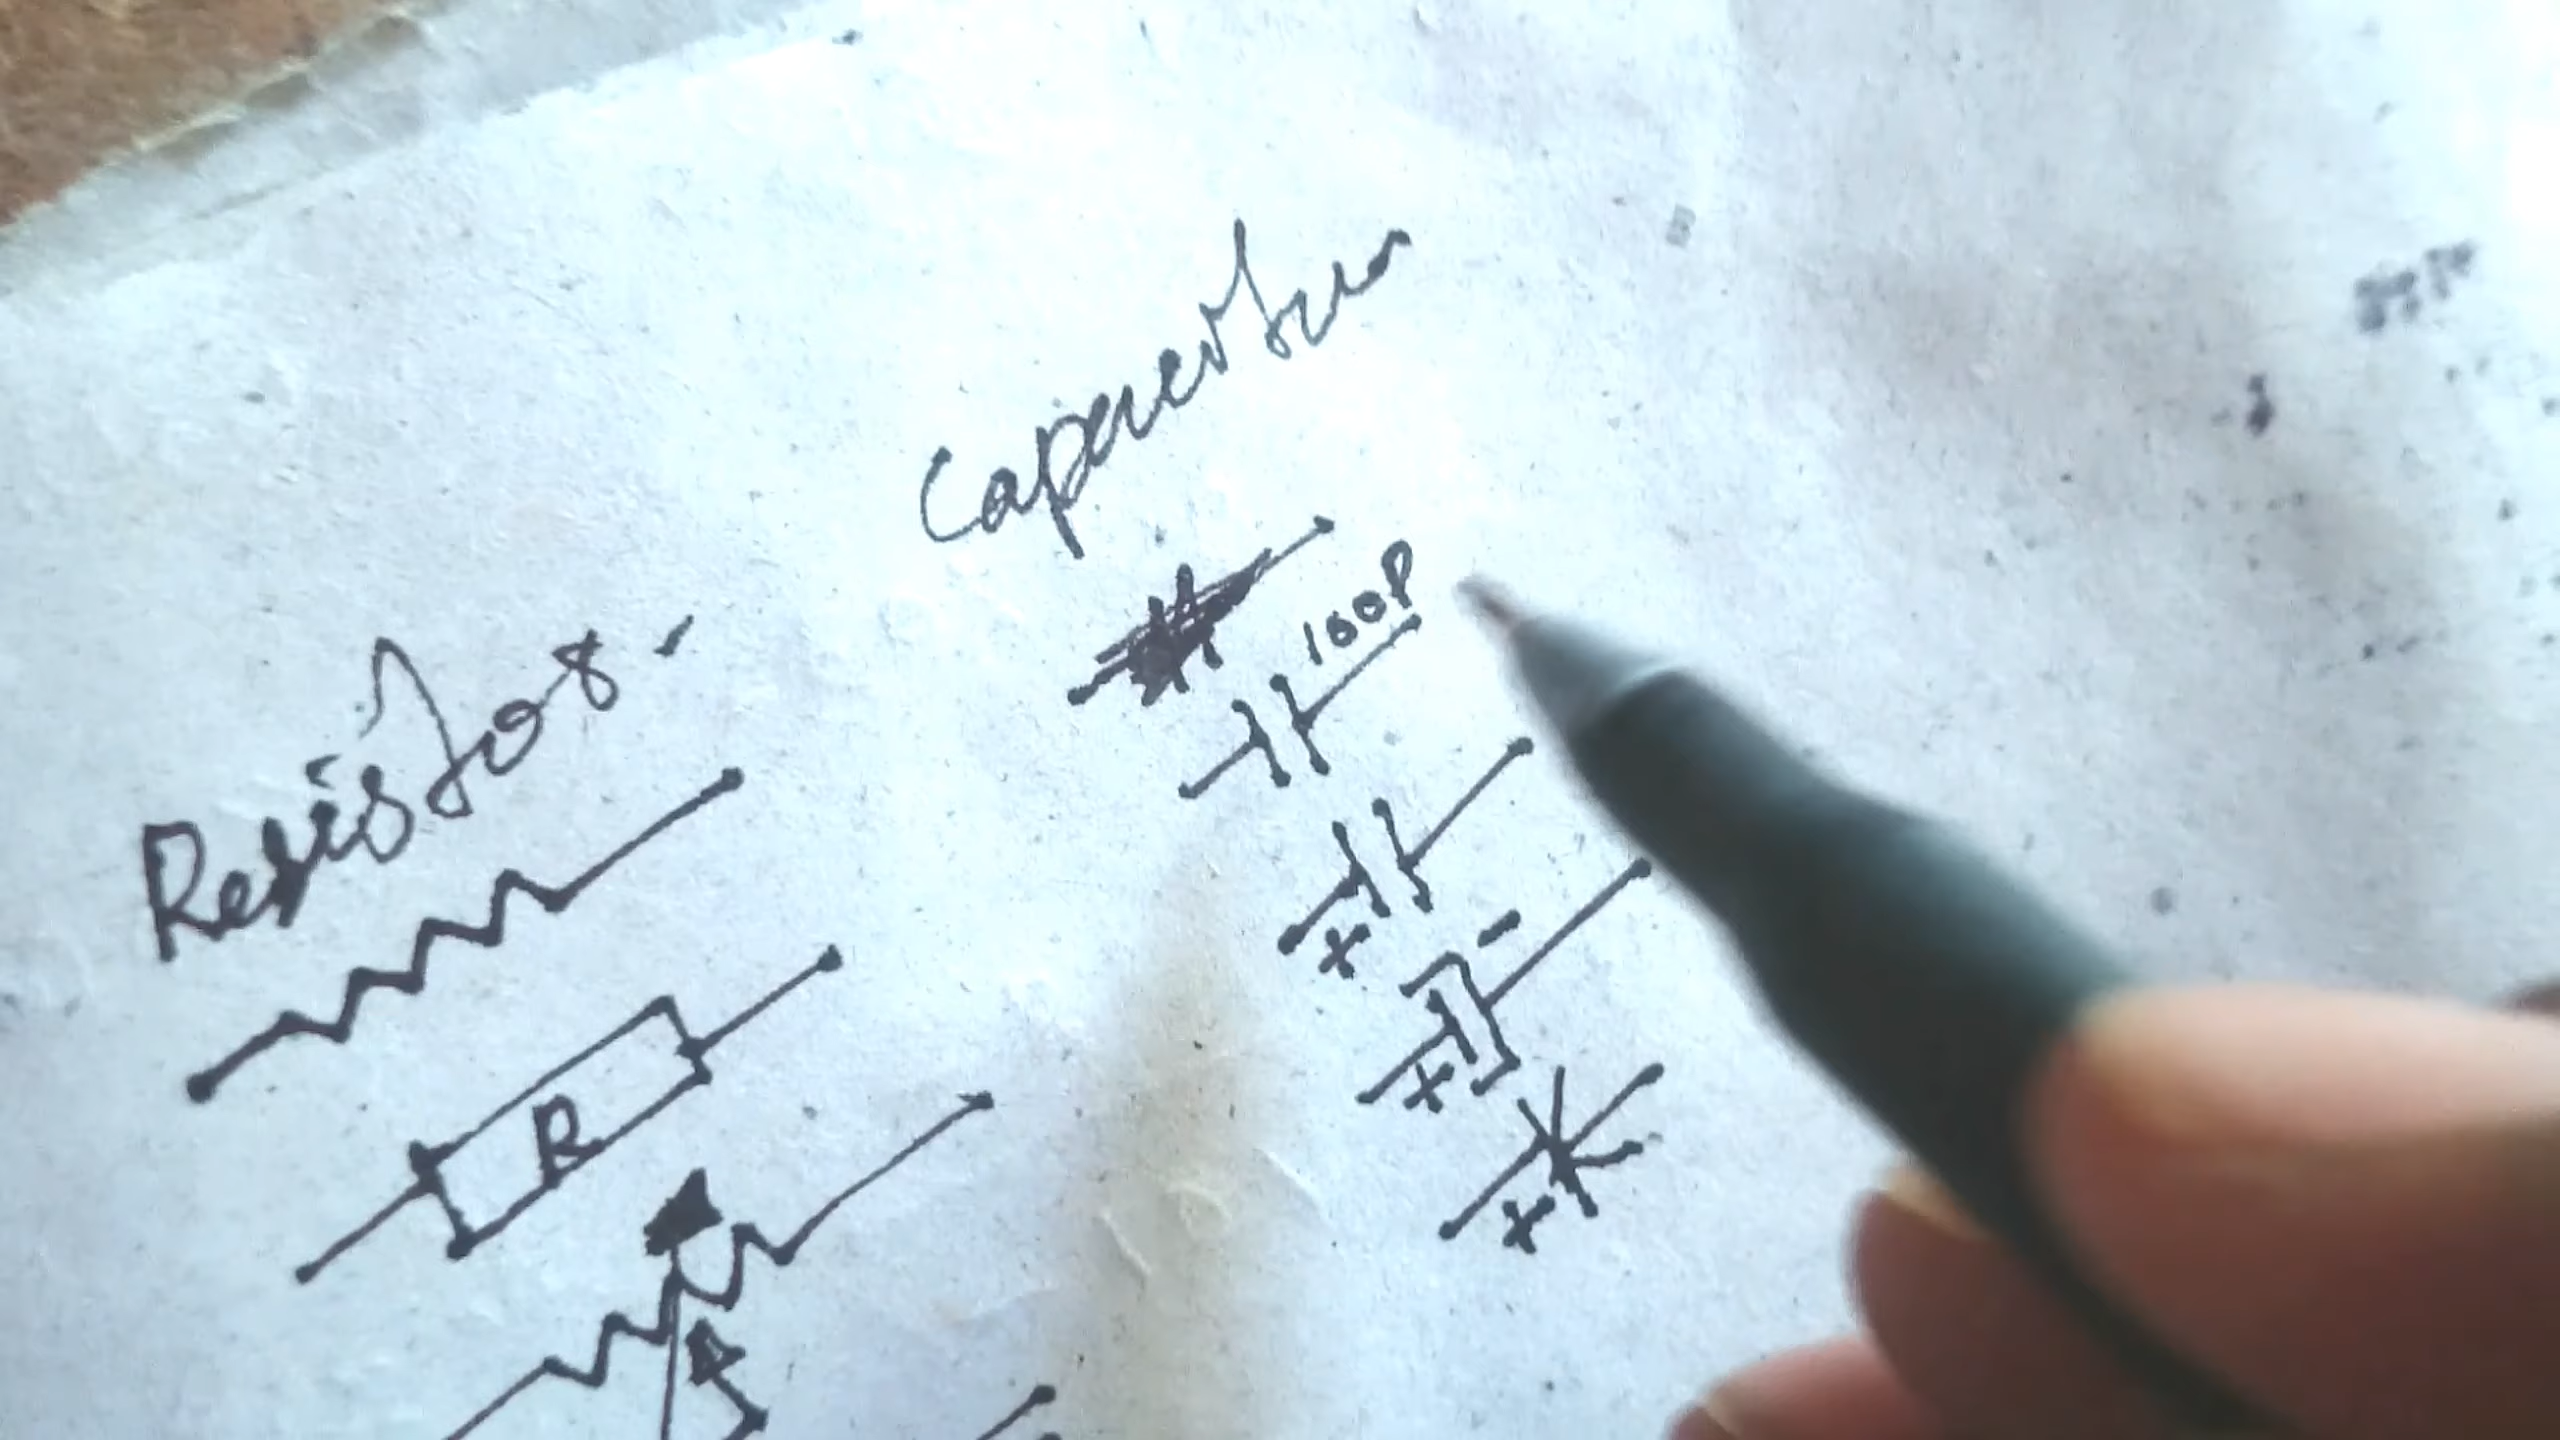 Resistor -
R
Capacitor
100P
+
+ -
+